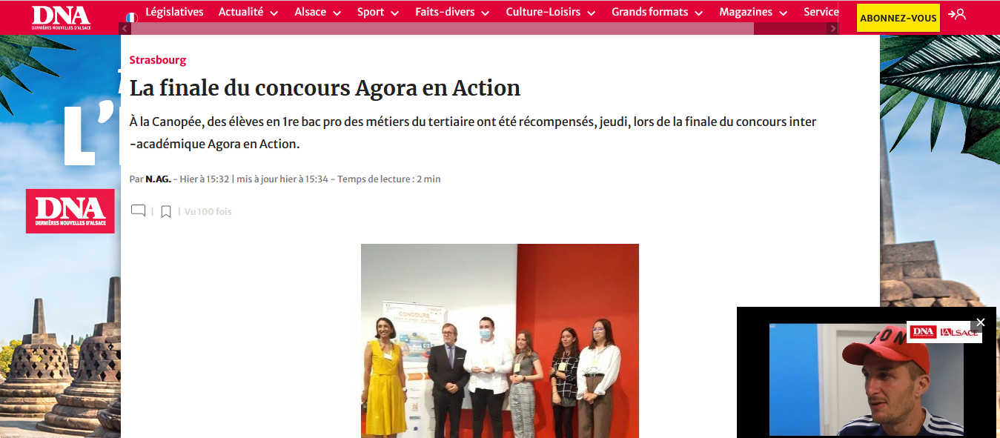 DNA
DERNIÈRES NOUVELLES D'ALSACE
Législatives
Actualité
Alsace
Sport
Faits-divers
Culture-Loisirs
Grands formats
Magazines
Service
ABONNEZ-VOUS
L'
DNA
DERNIÈRES NOUVELLES D'ALSACE
Strasbourg
La finale du concours Agora en Action
À la Canopée, des élèves en 1re bac pro des métiers du tertiaire ont été récompensés, jeudi, lors de la finale du concours inter
-académique Agora en Action.
Par N.AG. - Hier à 15:32 | mis à jour hier à 15:34 - Temps de lecture : 2 min
| | Vu 100 fois
CONCOURS
DNA L'ALSACE